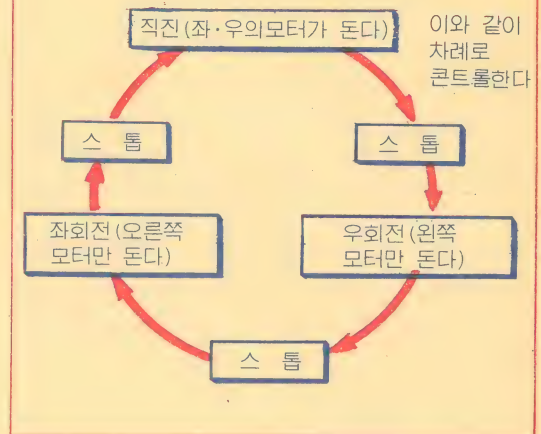 직진(좌·우의모터가 돈다)
이와 같이
차례로
콘트롤한다
스 톱
스 톱
좌회전(오른쪽
모터만 돈다)
우회전(왼쪽
모터만 돈다)
스 톱